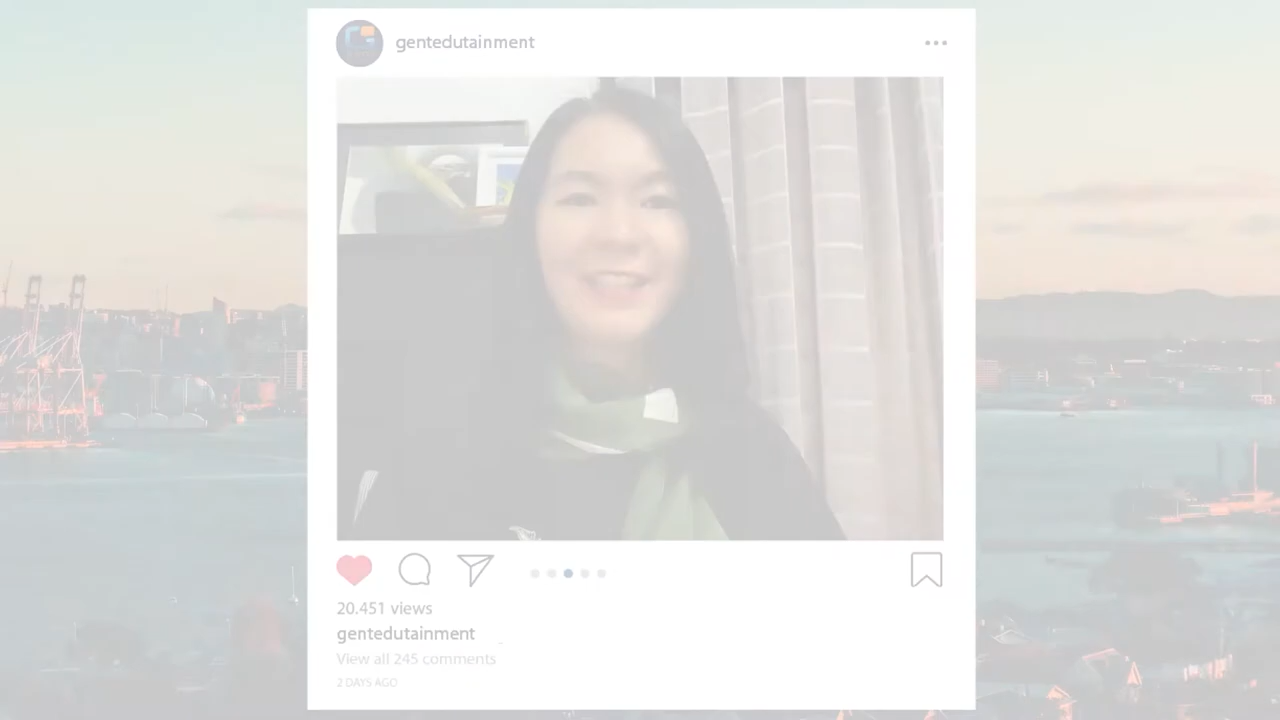 gentedutainment
20.451 views
gentedutainment
View all 245 comments
2 DAYS AGO